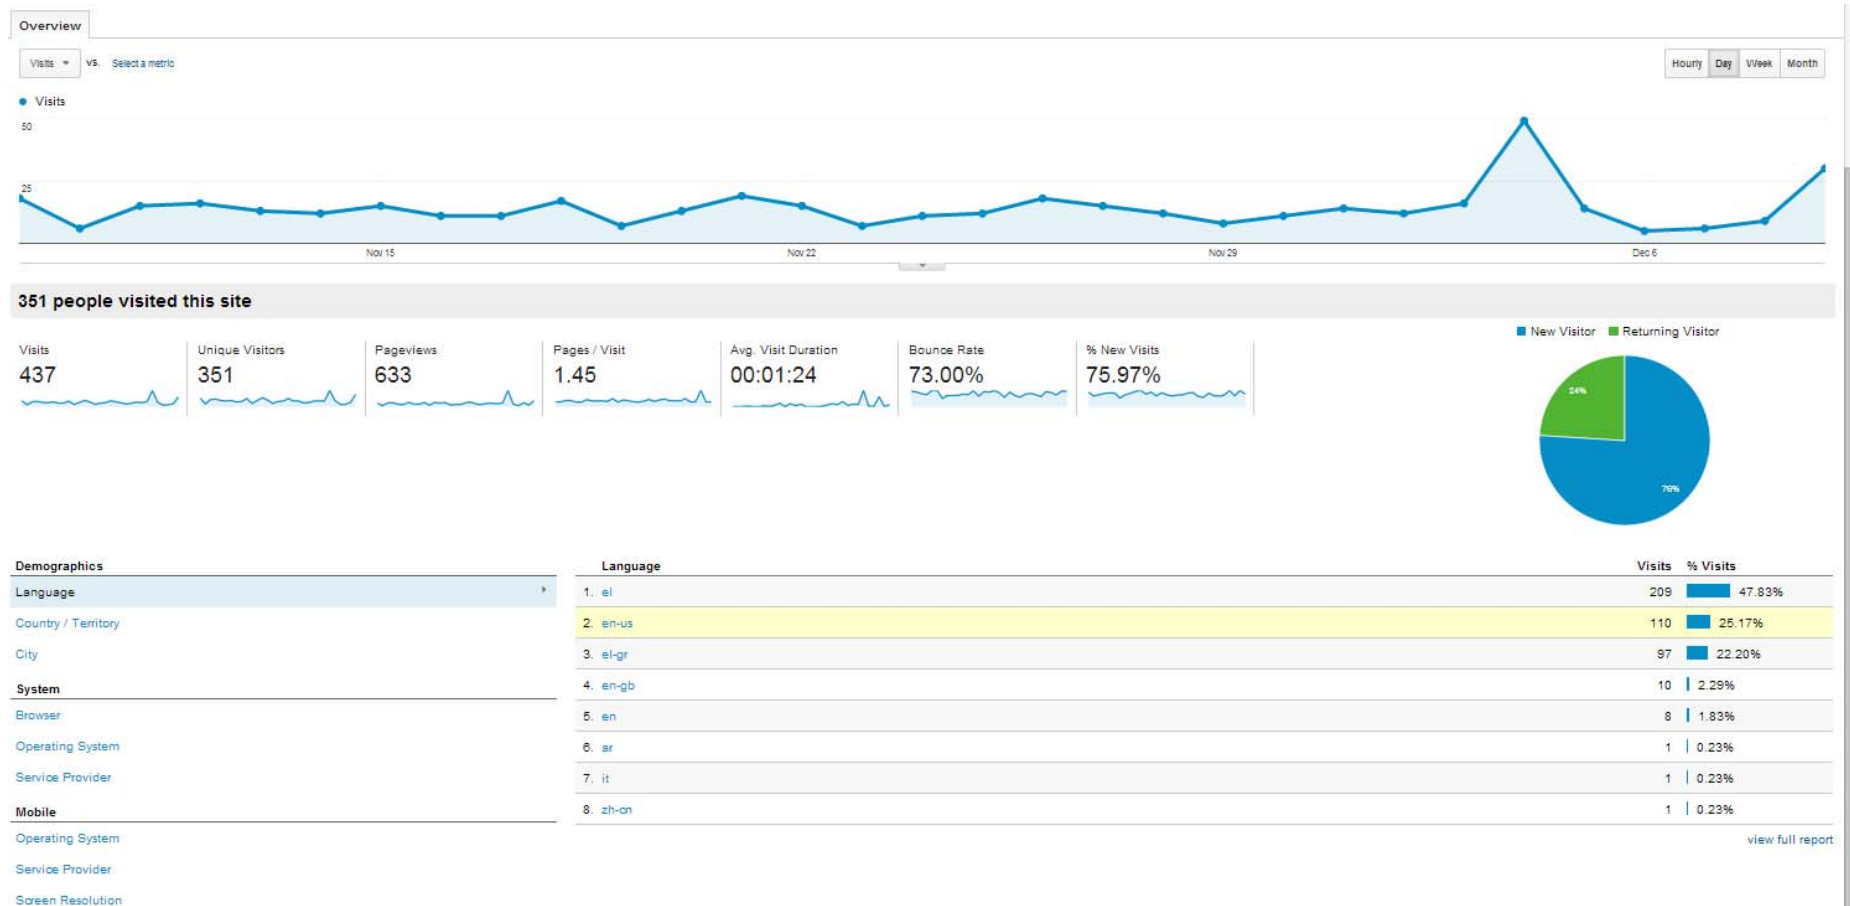 Overview
Visits vs. Select a metric
Hourly Day Week Month
Visits
50
25
Nov 15 Nov 22 Nov 29 Dec 6
351 people visited this site
New Visitor Returning Visitor
Visits Unique Visitors Pageviews Pages / Visit Avg. Visit Duration Bounce Rate % New Visits
437 351 633 1.45 00:01:24 73.00% 75.97%
24%
76%
Demographics
Language
Country / Territory
City
System
Browser
Operating System
Service Provider
Mobile
Operating System
Service Provider
Screen Resolution
Language Visits % Visits
1. el 209 47.83%
2. en-us 110 25.17%
3. el-gr 97 22.20%
4. en-gb 10 2.29%
5. en 8 1.83%
6. ar 1 0.23%
7. it 1 0.23%
8. zh-cn 1 0.23%
view full report